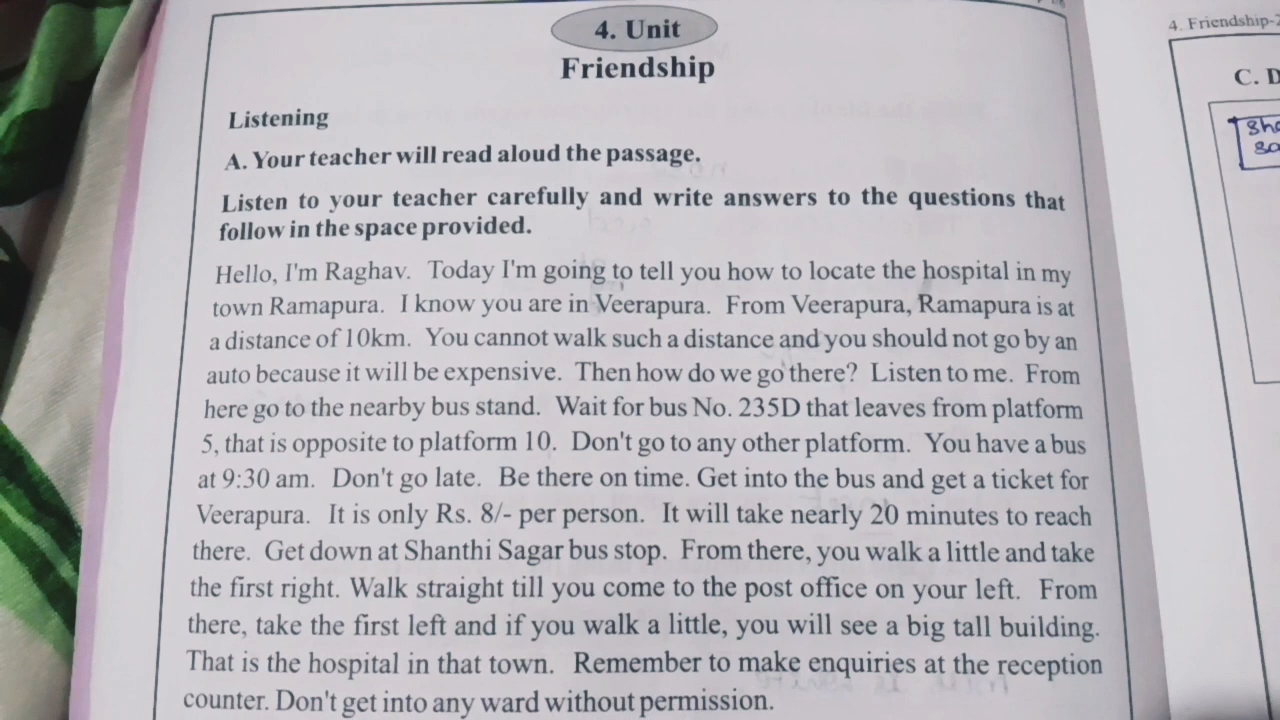 4. Unit
Friendship
Listening
A. Your teacher will read aloud the passage.
Listen to your teacher carefully and write answers to the questions that
follow in the space provided.
Hello, I'm Raghav. Today I'm going to tell you how to locate the hospital in my
town Ramapura. I know you are in Veerapura. From Veerapura, Ramapura is at
a distance of 10km. You cannot walk such a distance and you should not go by an
auto because it will be expensive. Then how do we go there? Listen to me. From
here go to the nearby bus stand. Wait for bus No. 235D that leaves from platform
5, that is opposite to platform 10. Don't go to any other platform. You have a bus
at 9:30 am. Don't go late. Be there on time. Get into the bus and get a ticket for
Veerapura. It is only Rs. 8/- per person. It will take nearly 20 minutes to reach
there. Get down at Shanthi Sagar bus stop. From there, you walk a little and take
the first right. Walk straight till you come to the post office on your left. From
there, take the first left and if you walk a little, you will see a big tall building.
That is the hospital in that town. Remember to make enquiries at the reception
counter. Don't get into any ward without permission.
4. Friendship-2
C.